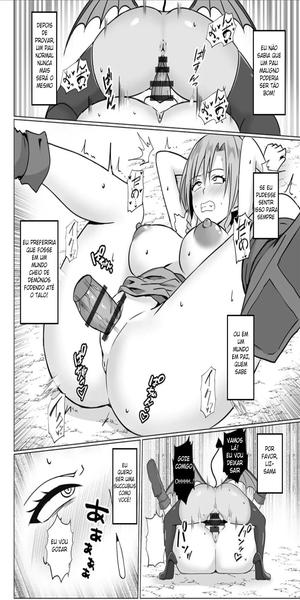 DEPOIS
DE
PROVAR,
UM PAU
NORMAL
NUNCA
MAIS
SERÁ O
MESMO
EU NÃO
SABIA QUE
UM PAU
MALIGNO
PODERIA
SER TÃO
BOM!
SE EU
PUDESSE
SENTIR
ISSO PARA
SEMPRE
EU
PREFERIRIA
QUE FOSSE
EM UM
MUNDO
CHEIO DE
DEMÔNIOS
FODENDO
ATÉ O
TALO!
OU EM
UM
MUNDO
EM PAZ,
QUEM
SABE
POR
FAVOR,
LIZ-
SAMA
VAMOS
LÁ!
EU VOU
DEIXAR
SAIR
GOZE
COMIGO
OHHHH..
EU
QUERO
SER UMA
SUCCUBUS
COMO
VOCÊ!
EU VOU
GOZAR